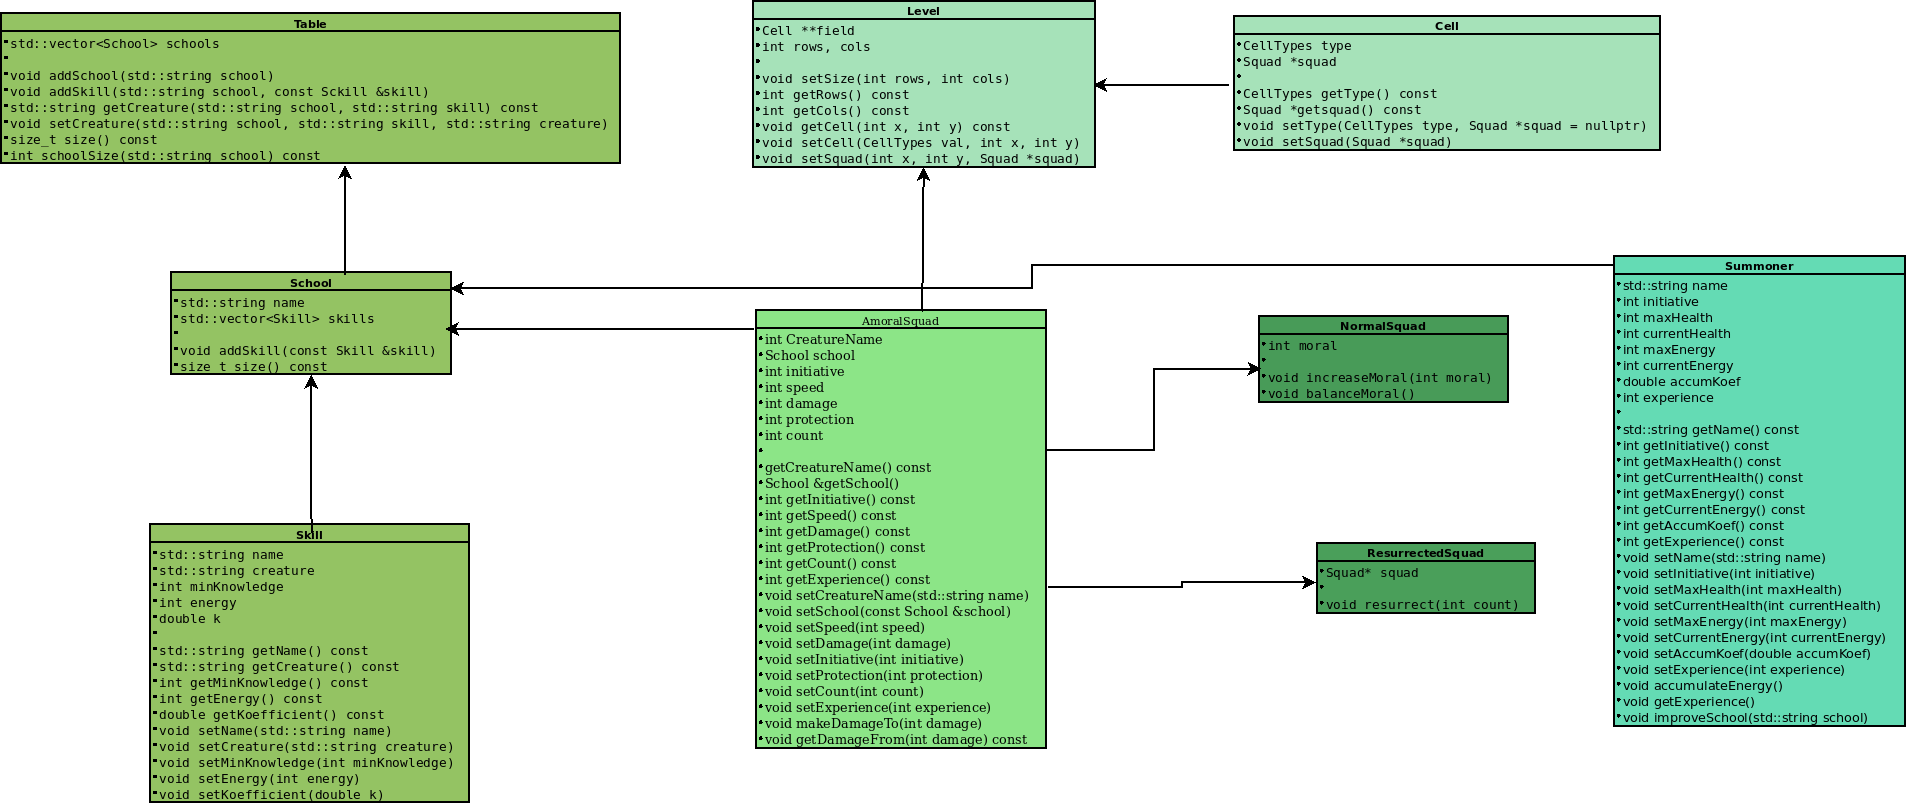 Table
std::vector<School> schools
void addSchool(std::string school)
void addSkill(std::string school, const Sckill &skill)
std::string getCreature(std::string school, std::string skill) const
void setCreature(std::string school, std::string skill, std::string creature)
size_t size() const
int schoolSize(std::string school) const
Level
Cell **field
int rows, cols
void setSize(int rows, int cols)
int getRows() const
int getCols() const
void getCell(int x, int y) const
void setCell(CellTypes val, int x, int y)
void setSquad(int x, int y, Squad *squad)
Cell
CellTypes type
Squad *squad
CellTypes getType() const
Squad *getsquad() const
void setType(CellTypes type, Squad *squad = nullptr)
void setSquad(Squad *squad)
School
std::string name
std::vector<Skill> skills
void addSkill(const Skill &skill)
size_t size() const
Skill
std::string name
std::string creature
int minKnowledge
int energy
double k
std::string getName() const
std::string getCreature() const
int getMinKnowledge() const
int getEnergy() const
double getKoefficient() const
void setName(std::string name)
void setCreature(std::string creature)
void setMinKnowledge(int minKnowledge)
void setEnergy(int energy)
void setKoefficient(double k)
AmoralSquad
int CreatureName
School school
int initiative
int speed
int damage
int protection
int count
getCreatureName() const
School &getSchool()
int getInitiative() const
int getSpeed() const
int getDamage() const
int getProtection() const
int getCount() const
int getExperience() const
void setCreatureName(std::string name)
void setSchool(const School &school)
void setSpeed(int speed)
void setDamage(int damage)
void setInitiative(int initiative)
void setProtection(int protection)
void setCount(int count)
void setExperience(int experience)
void makeDamageTo(int damage)
void getDamageFrom(int damage) const
NormalSquad
int moral
void increaseMoral(int moral)
void balanceMoral()
ResurrectedSquad
Squad* squad
void resurrect(int count)
Summoner
std::string name
int initiative
int maxHealth
int currentHealth
int maxEnergy
int currentEnergy
double accumKoef
int experience
std::string getName() const
int getInitiative() const
int getMaxHealth() const
int getCurrentHealth() const
int getMaxEnergy() const
int getCurrentEnergy() const
int getAccumKoef() const
int getExperience() const
void setName(std::string name)
void setInitiative(int initiative)
void setMaxHealth(int maxHealth)
void setCurrentHealth(int currentHealth)
void setMaxEnergy(int maxEnergy)
void setCurrentEnergy(int currentEnergy)
void setAccumKoef(double accumKoef)
void setExperience(int experience)
void accumulateEnergy()
void getExperience()
void improveSchool(std::string school)